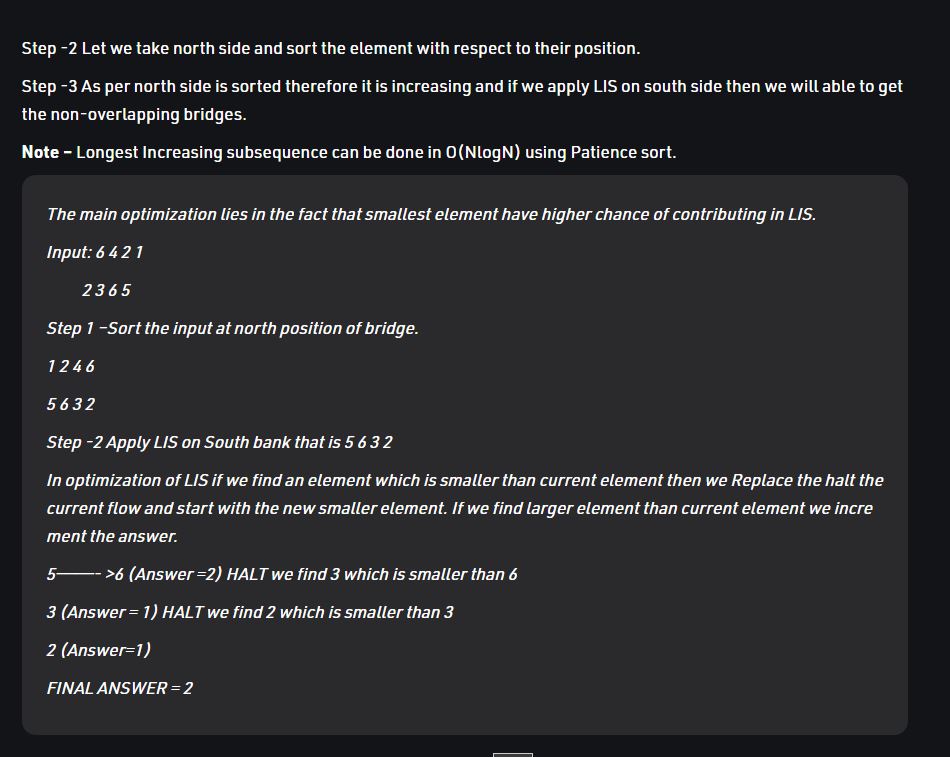 Step -2 Let we take north side and sort the element with respect to their position.
Step -3 As per north side is sorted therefore it is increasing and if we apply LIS on south side then we will able to get
the non-overlapping bridges.
Note – Longest Increasing subsequence can be done in O(NlogN) using Patience sort.
The main optimization lies in the fact that smallest element have higher chance of contributing in LIS.
Input: 6 4 2 1
2 3 6 5
Step 1 –Sort the input at north position of bridge.
1 2 4 6
5 6 3 2
Step -2 Apply LIS on South bank that is 5 6 3 2
In optimization of LIS if we find an element which is smaller than current element then we Replace the halt the
current flow and start with the new smaller element. If we find larger element than current element we incre
ment the answer.
5———- >6 (Answer =2) HALT we find 3 which is smaller than 6
3 (Answer = 1) HALT we find 2 which is smaller than 3
2 (Answer=1)
FINAL ANSWER = 2